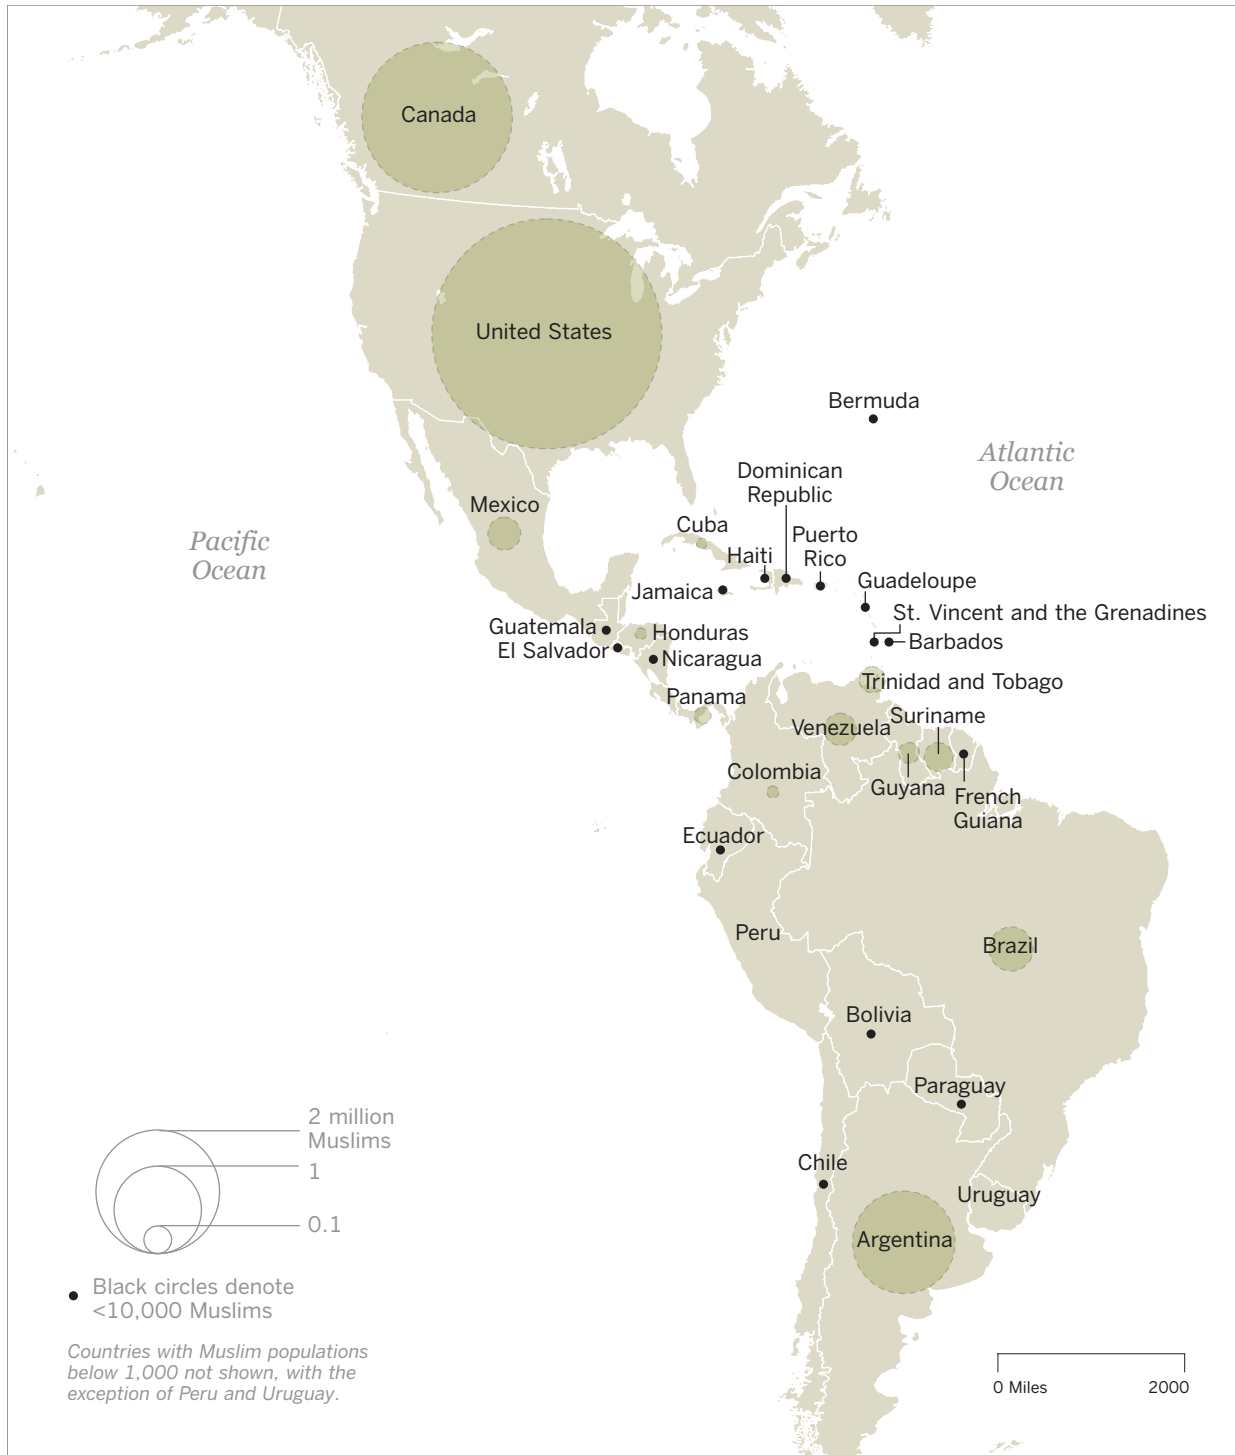 Canada
United States
Bermuda
Atlantic
Ocean
Dominican
Republic
Mexico
Cuba
Puerto
Rico
Pacific
Ocean
Haiti
Guadeloupe
Jamaica
St. Vincent and the Grenadines
Guatemala
Honduras
Barbados
El Salvador
Nicaragua
Trinidad and Tobago
Panama
Suriname
Venezuela
Colombia
Guyana
French
Guiana
Ecuador
Peru
Brazil
Bolivia
Paraguay
Chile
Uruguay
Argentina
2 million
Muslims
1
0.1
Black circles denote
<10,000 Muslims
Countries with Muslim populations
below 1,000 not shown, with the
exception of Peru and Uruguay.
0 Miles
2000